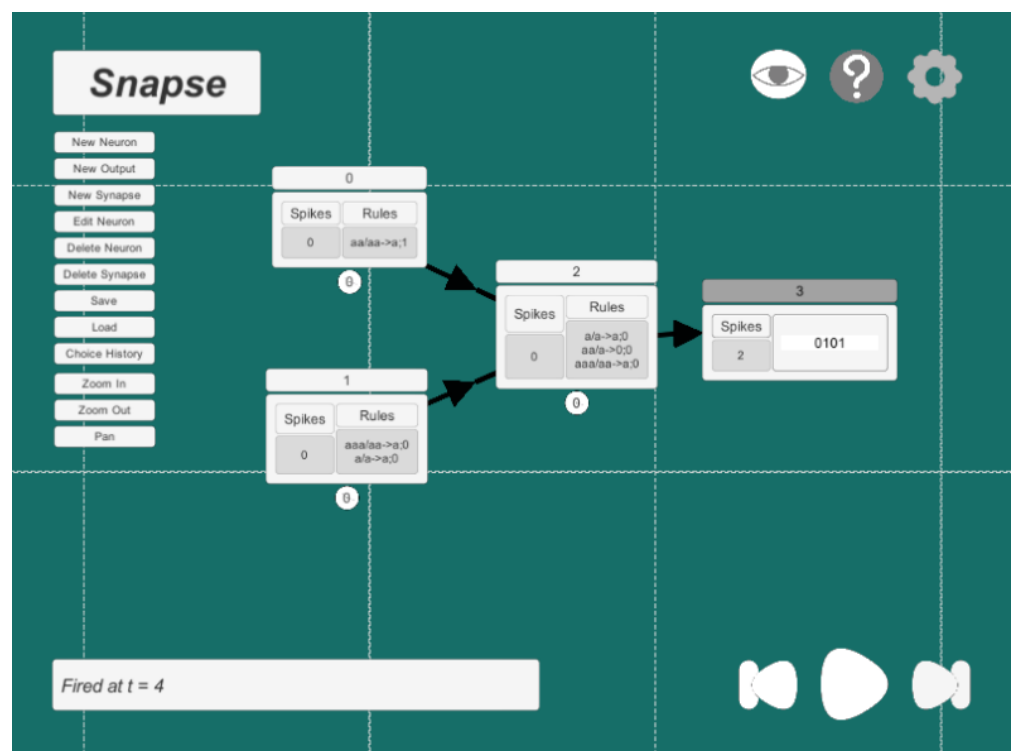 Snapse
New Neuron
New Output
New Synapse
Edit Neuron
Delete Neuron
Delete Synapse
Save
Load
Choice History
Zoom In
Zoom Out
Pan
0
Spikes Rules
0 aa/aa->a;1
0
1
Spikes Rules
0
aaa/aa->a;0
a/a->a;0
0
2
Spikes Rules
0
a/a->a;0
aa/a->0;0
aaa/aa->a;0
0
3
Spikes
2
0101
Fired at t = 4